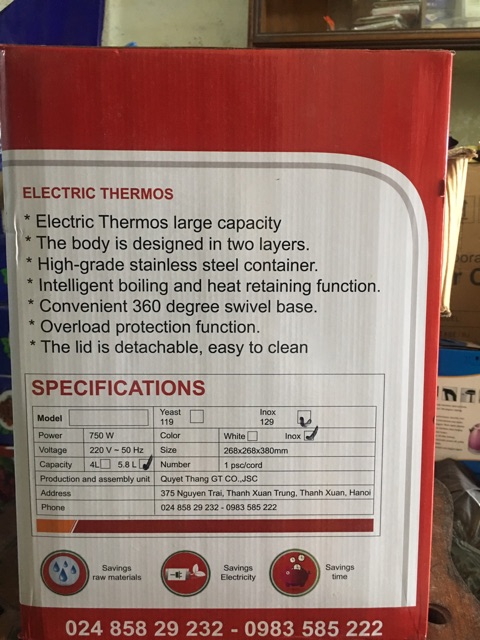 ELECTRIC THERMOS
* Electric Thermos large capacity
* The body is designed in two layers.
* High-grade stainless steel container.
* Intelligent boiling and heat retaining function.
* Convenient 360 degree swivel base.
* Overload protection function.
* The lid is detachable, easy to clean
SPECIFICATIONS
Model Yeast 119 Inox 129
Power 750 W Color White Inox
Voltage 220 V ~ 50 Hz Size 268x268x380mm
Capacity 4L 5.8 L Number 1 psc/cord
Production and assembly unit Quyet Thang GT CO.,JSC
Address 375 Nguyen Trai, Thanh Xuan Trung, Thanh Xuan, Hanoi
Phone 024 858 29 232 - 0983 585 222
Savings raw materials
Savings Electricity
Savings time
024 858 29 232 - 0983 585 222